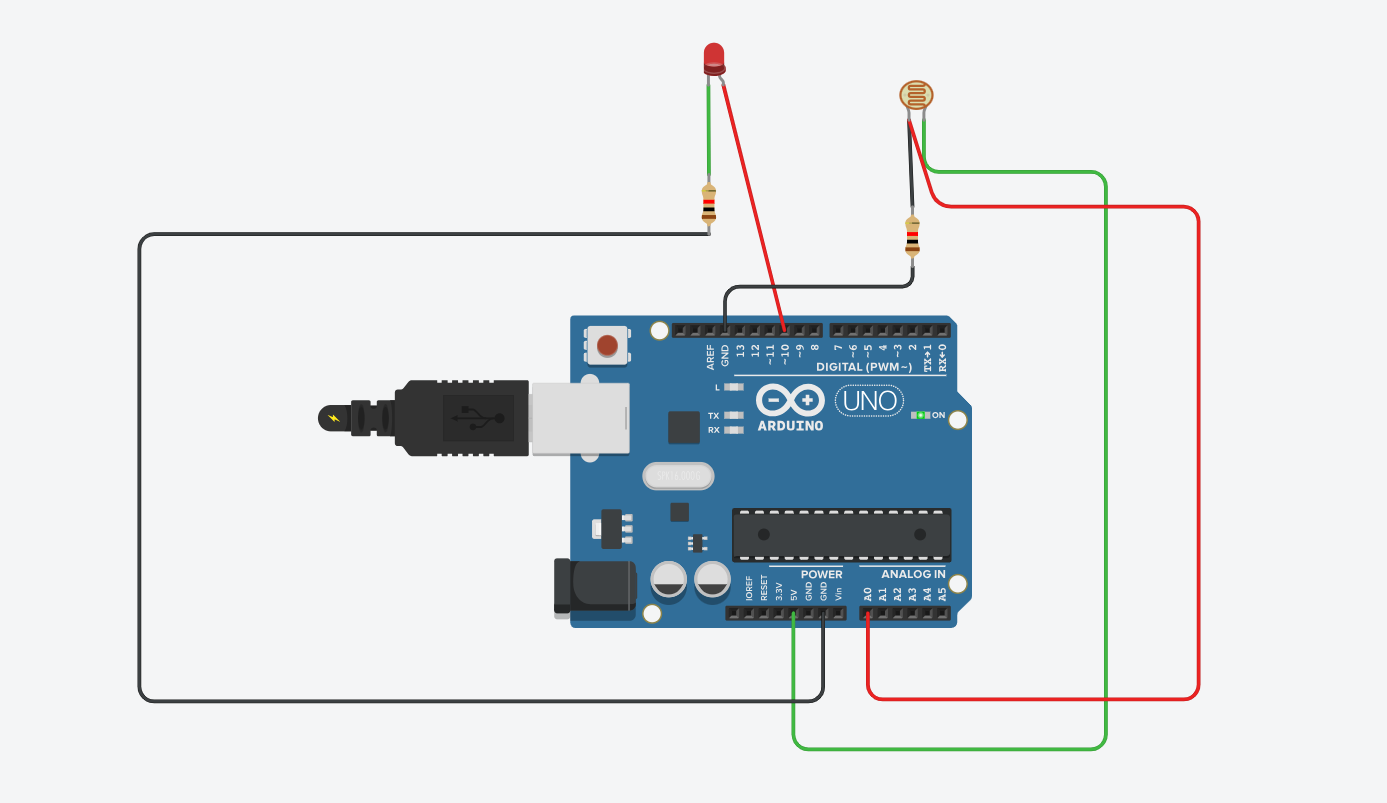 AREF
GND
13
12
~11
~10
~9
8
7
~6
~5
4
~3
2
TX→1
RX←0
DIGITAL (PWM~)
L
TX
RX
UNO
ON
ARDUINO
POWER
ANALOG IN
IOREF
RESET
3.3V
5V
GND
GND
Vin
A0
A1
A2
A3
A4
A5